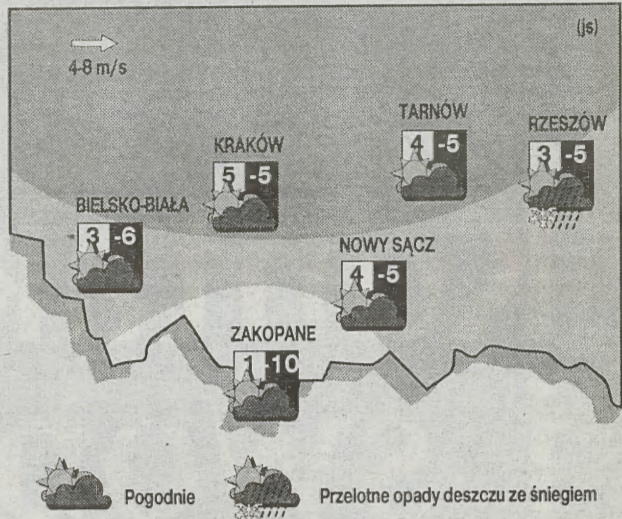 (js)
4-8 m/s
TARNÓW
4 -5
RZESZÓW
3 -5
KRAKÓW
5 -5
BIELSKO-BIAŁA
3 -6
NOWY SĄCZ
4 -5
ZAKOPANE
1 -10
Pogodnie
Przelotne opady deszczu ze śniegiem